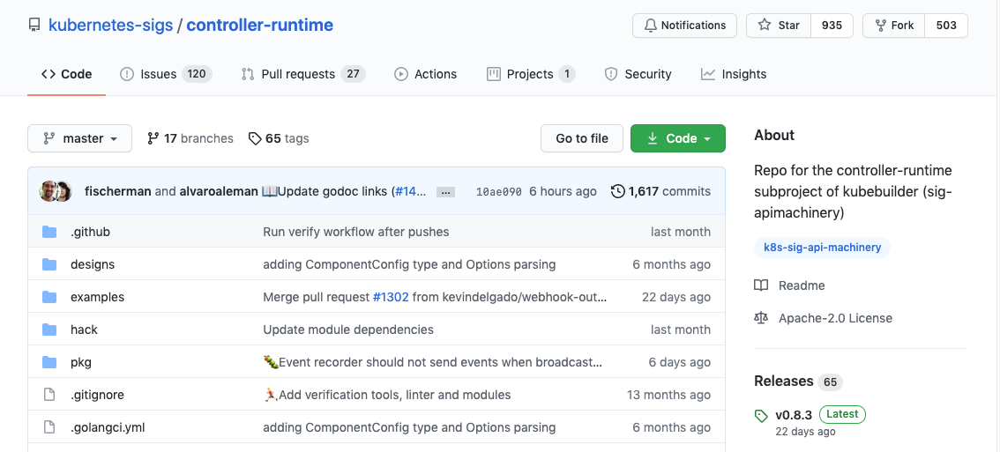 kubernetes-sigs / controller-runtime
Notifications Star 935 Fork 503
Code Issues 120 Pull requests 27 Actions Projects 1 Security Insights
master 17 branches 65 tags Go to file Code
fischerman and alvaroaleman 📖Update godoc links (#14... ... 10ae090 6 hours ago 1,617 commits
.github Run verify workflow after pushes last month
designs adding ComponentConfig type and Options parsing 6 months ago
examples Merge pull request #1302 from kevindelgado/webhook-out... 22 days ago
hack Update module dependencies last month
pkg 🐛Event recorder should not send events when broadcast... 6 days ago
.gitignore 🏃Add verification tools, linter and modules 13 months ago
.golangci.yml adding ComponentConfig type and Options parsing 6 months ago
About
Repo for the controller-runtime
subproject of kubebuilder (sig-
apimachinery)
k8s-sig-api-machinery
Readme
Apache-2.0 License
Releases 65
v0.8.3 Latest
22 days ago